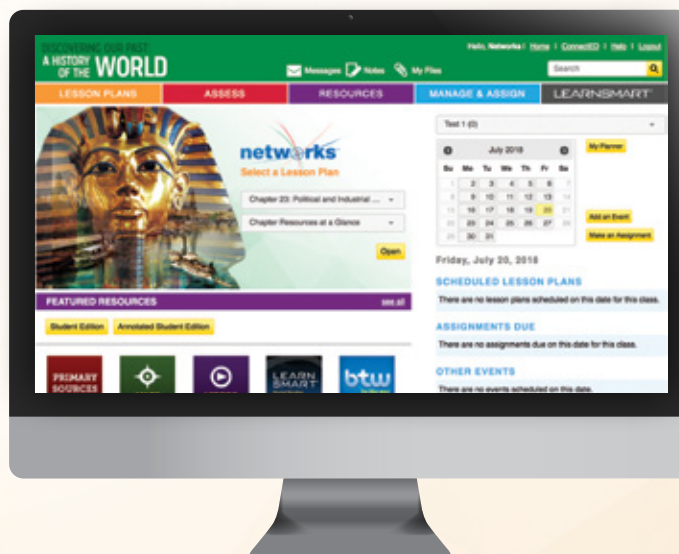 DISCOVERING OUR PAST:
A HISTORY
OF THE WORLD
Hello, Networks! | Home | ConnectED | Help | Logout
Messages Notes My Files
Search
LESSON PLANS ASSESS RESOURCES MANAGE & ASSIGN LEARNSMART
networks
Select a Lesson Plan
Chapter 23: Political and Industrial ...
Chapter Resources at a Glance
Open
FEATURED RESOURCES see all
Student Edition Annotated Student Edition
PRIMARY
SOURCES
LEARN
SMART
btw
Test 1 (0)
July 2018
My Planner
Su Mo Tu We Th Fr Sa
1 2 3 4 5 6 7
8 9 10 11 12 13 14
15 16 17 18 19 20 21
22 23 24 25 26 27 28
29 30 31
Add an Event
Make an Assignment
Friday, July 20, 2018
SCHEDULED LESSON PLANS
There are no lesson plans scheduled on this date for this class.
ASSIGNMENTS DUE
There are no assignments due on this date for this class.
OTHER EVENTS
There are no events scheduled on this date.